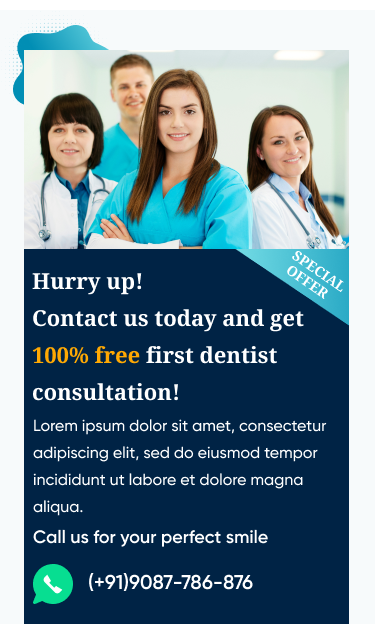 SPECIAL
OFFER
Hurry up!
Contact us today and get
100% free first dentist
consultation!
Lorem ipsum dolor sit amet, consectetur
adipiscing elit, sed do eiusmod tempor
incididunt ut labore et dolore magna
aliqua.
Call us for your perfect smile
(+91)9087-786-876